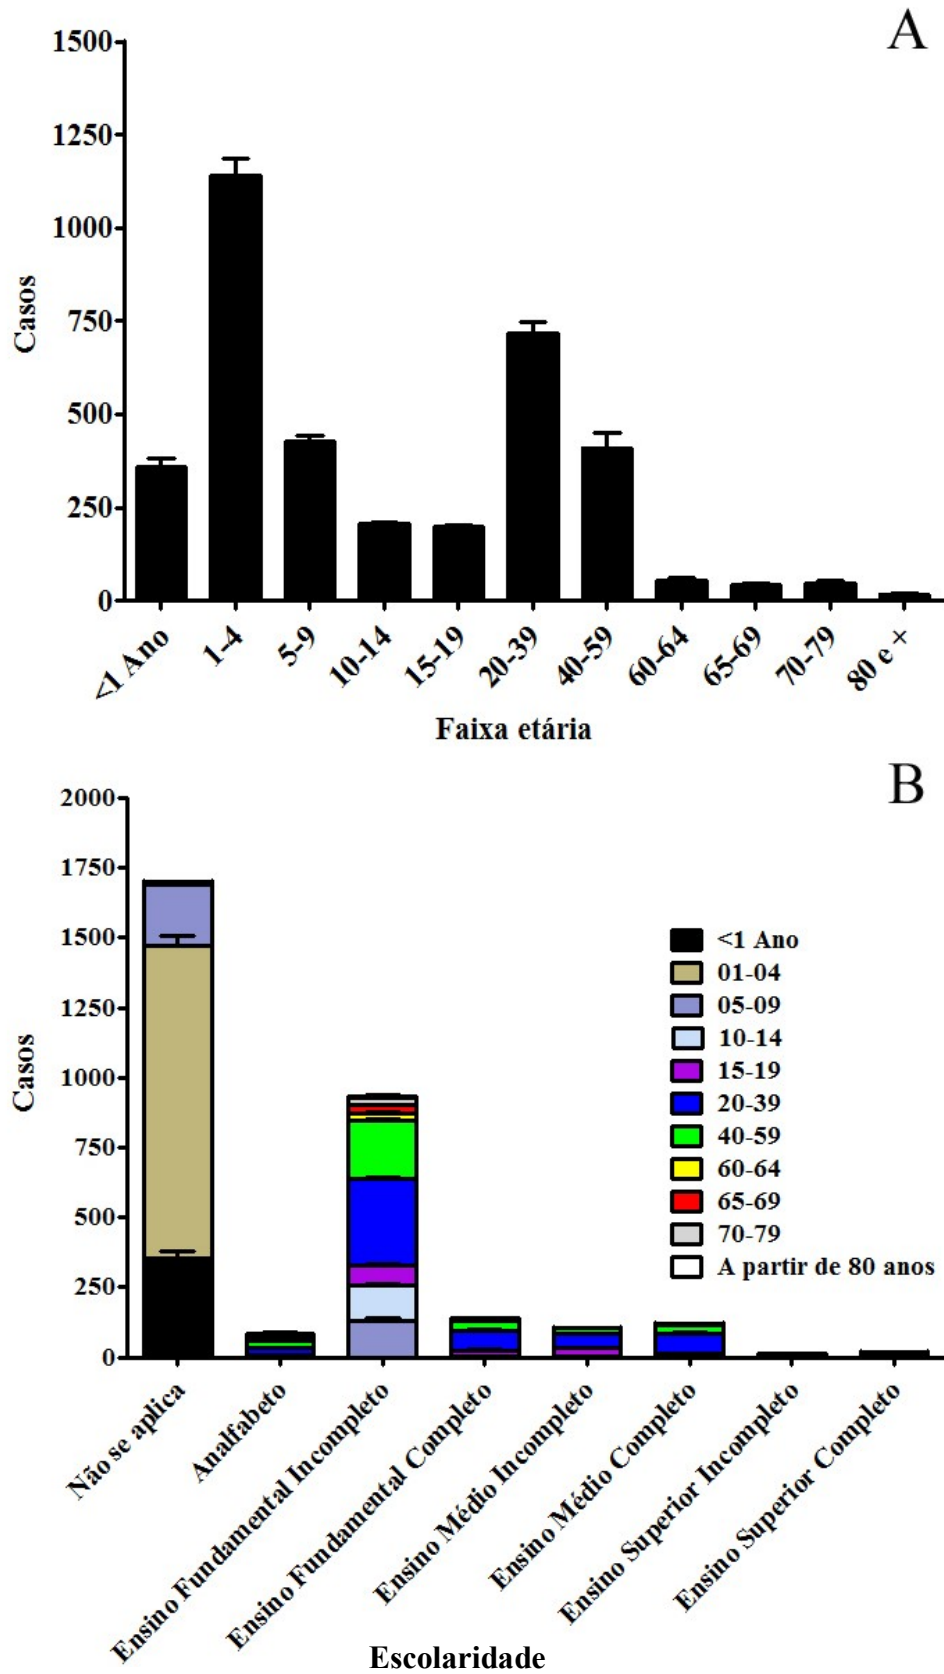 A
1500
1250
1000
750
500
250
0
Casos
<1 Ano
1-4
5-9
10-14
15-19
20-39
40-59
60-64
65-69
70-79
80 e +
Faixa etária
B
2000
1750
1500
1250
1000
750
500
250
0
Casos
<1 Ano
01-04
05-09
10-14
15-19
20-39
40-59
60-64
65-69
70-79
A partir de 80 anos
Não se aplica
Analfabeto
Ensino Fundamental Incompleto
Ensino Fundamental Completo
Ensino Médio Incompleto
Ensino Médio Completo
Ensino Superior Incompleto
Ensino Superior Completo
Escolaridade